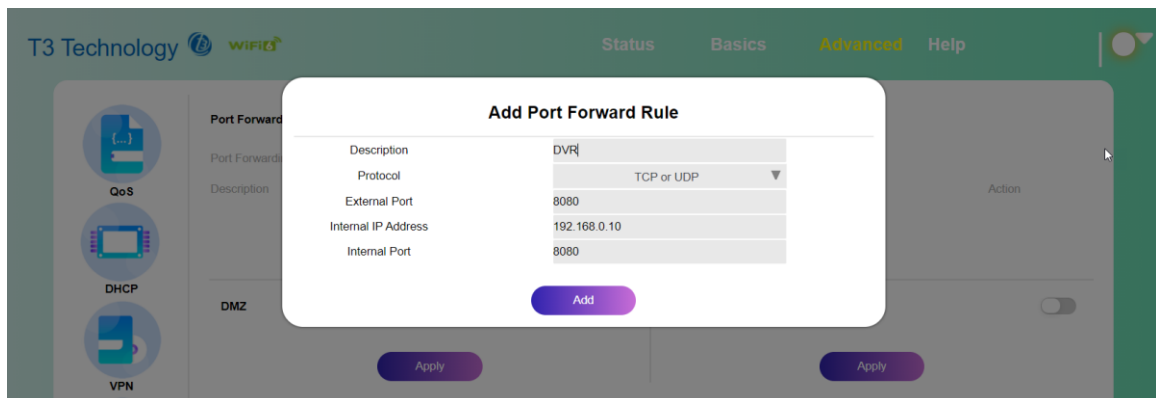 T3 Technology WiFi6 Status Basics Advanced Help
Add Port Forward Rule
Port Forward
Description DVR
Port Forwardi
Protocol TCP or UDP
QoS
Description
Action
External Port 8080
Internal IP Address 192.168.0.10
Internal Port 8080
DHCP
Add
DMZ
Apply
Apply
VPN